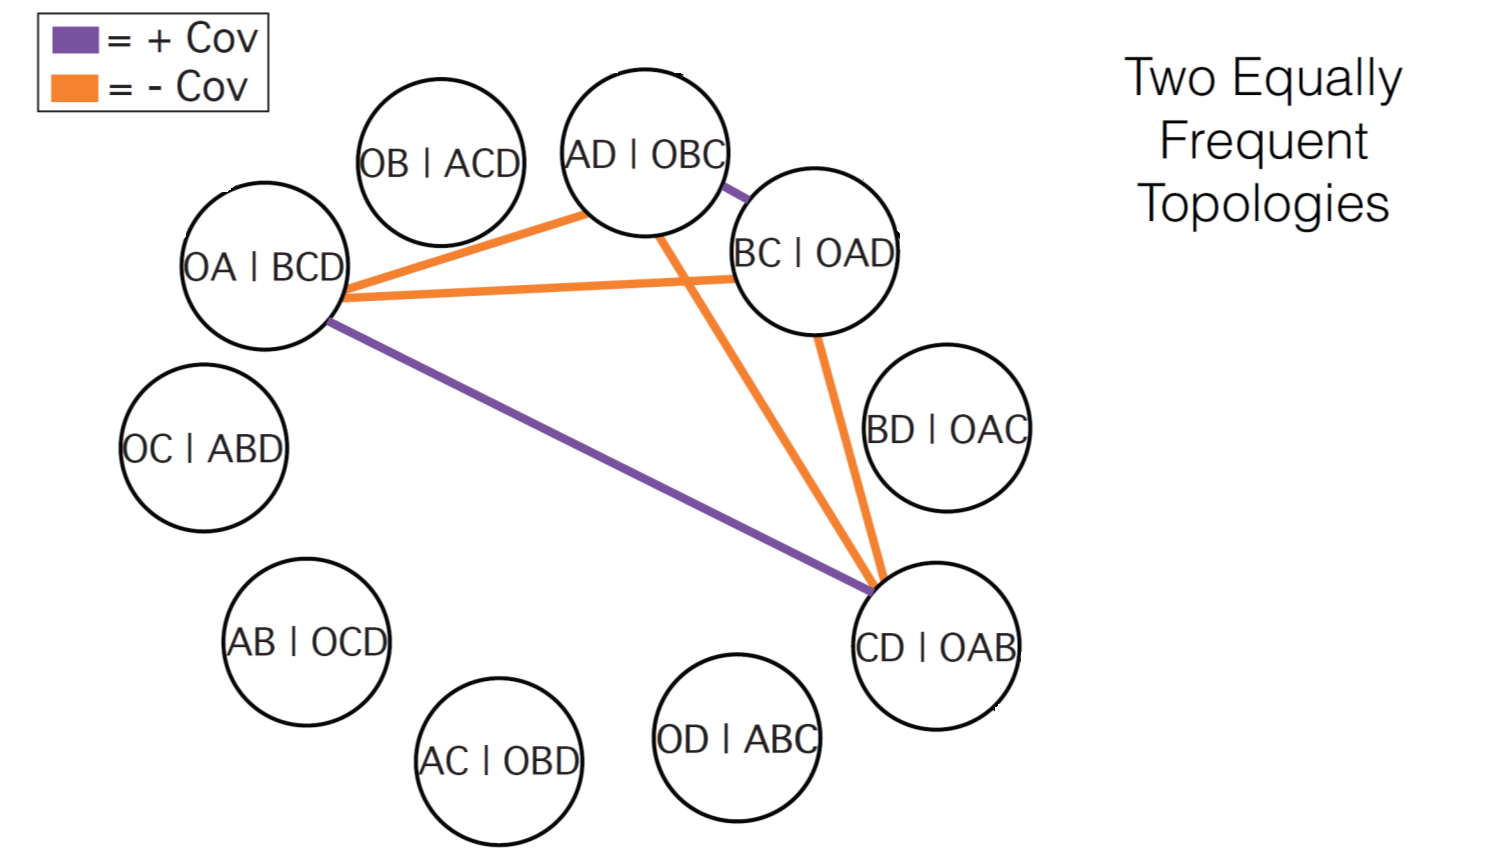 = + Cov
= - Cov
Two Equally
Frequent
Topologies
OB | ACD
AD | OBC
OA | BCD
BC | OAD
OC | ABD
BD | OAC
AB | OCD
CD | OAB
AC | OBD
OD | ABC